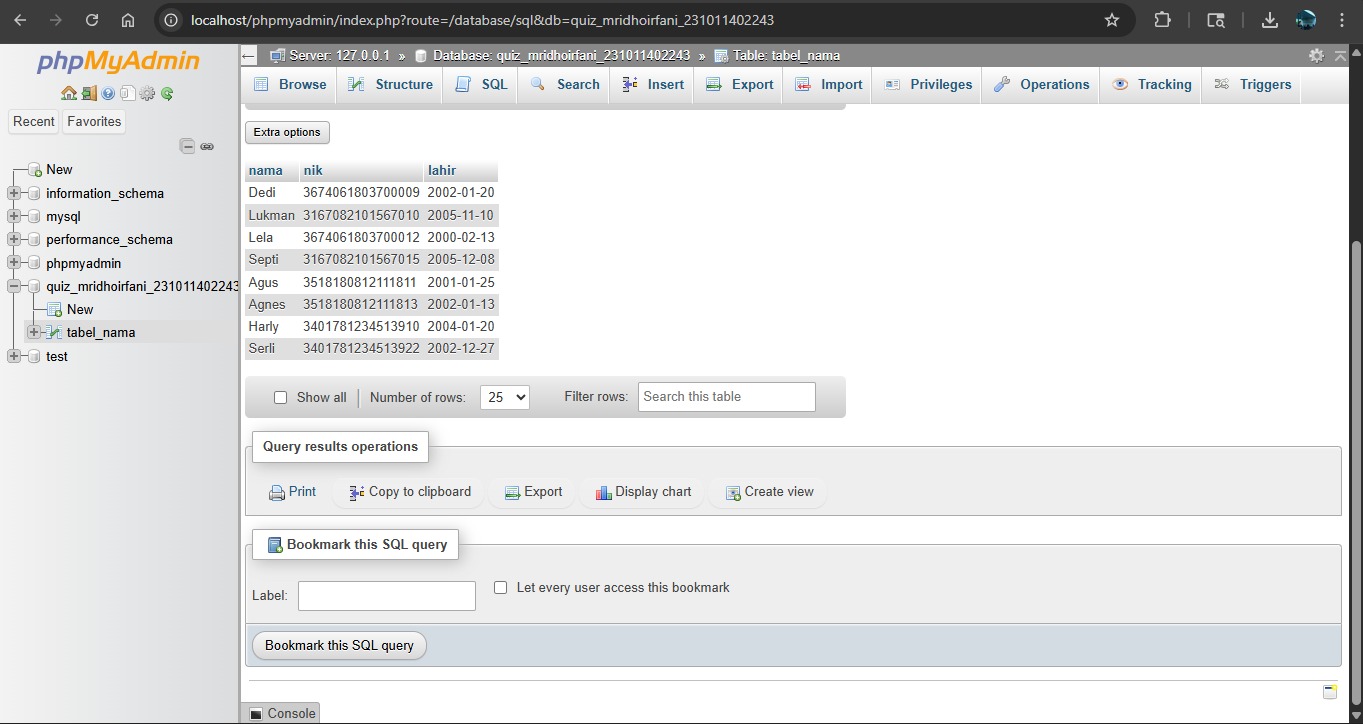 localhost/phpmyadmin/index.php?route=/database/sql&db=quiz_mridhoirfani_231011402243
phpMyAdmin
Recent Favorites
New
information_schema
mysql
performance_schema
phpmyadmin
quiz_mridhoirfani_231011402243
New
tabel_nama
test
Server: 127.0.0.1 » Database: quiz_mridhoirfani_231011402243 » Table: tabel_nama
Browse Structure SQL Search Insert Export Import Privileges Operations Tracking Triggers
Extra options
nama nik lahir
Dedi 3674061803700009 2002-01-20
Lukman 3167082101567010 2005-11-10
Lela 3674061803700012 2000-02-13
Septi 3167082101567015 2005-12-08
Agus 3518180812111811 2001-01-25
Agnes 3518180812111813 2002-01-13
Harly 3401781234513910 2004-01-20
Serli 3401781234513922 2002-12-27
Show all Number of rows: 25 Filter rows: Search this table
Query results operations
Print Copy to clipboard Export Display chart Create view
Bookmark this SQL query
Label: Let every user access this bookmark
Bookmark this SQL query
Console